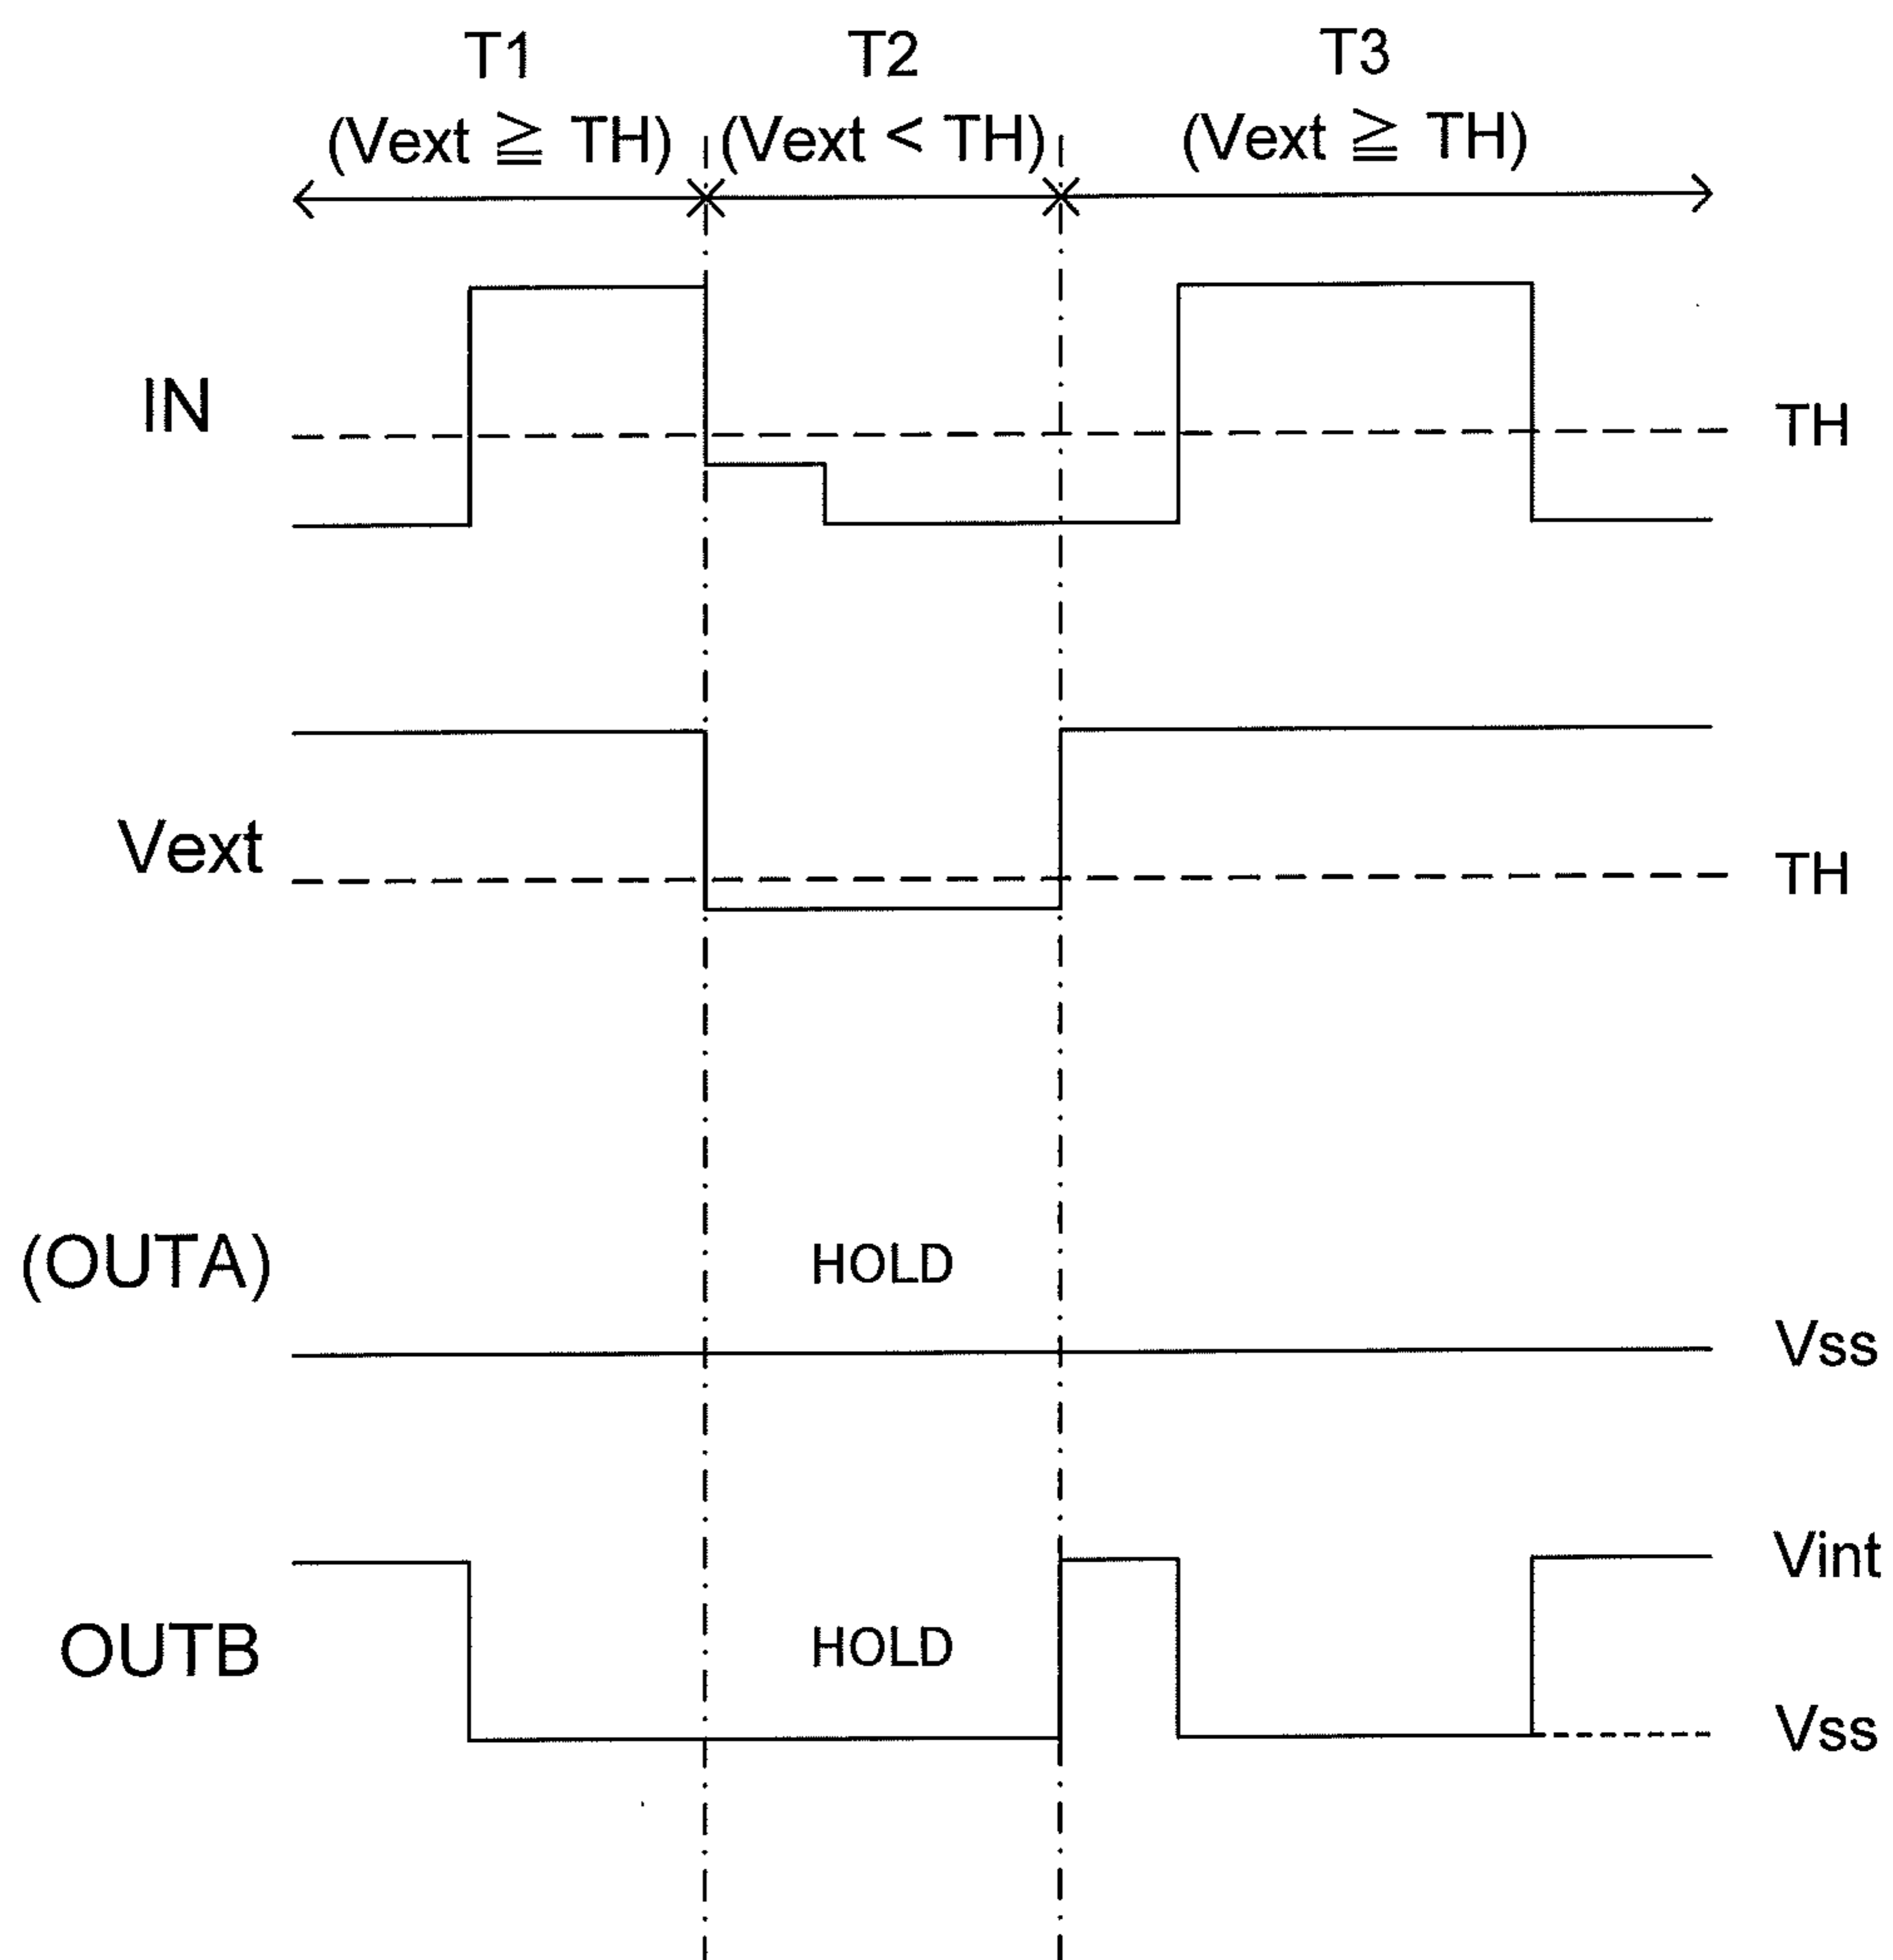 T1 T2 T3
(Vext ≧ TH) (Vext < TH) (Vext ≧ TH)
IN TH
Vext TH
(OUTA) HOLD
Vss
Vint
OUTB HOLD
Vss